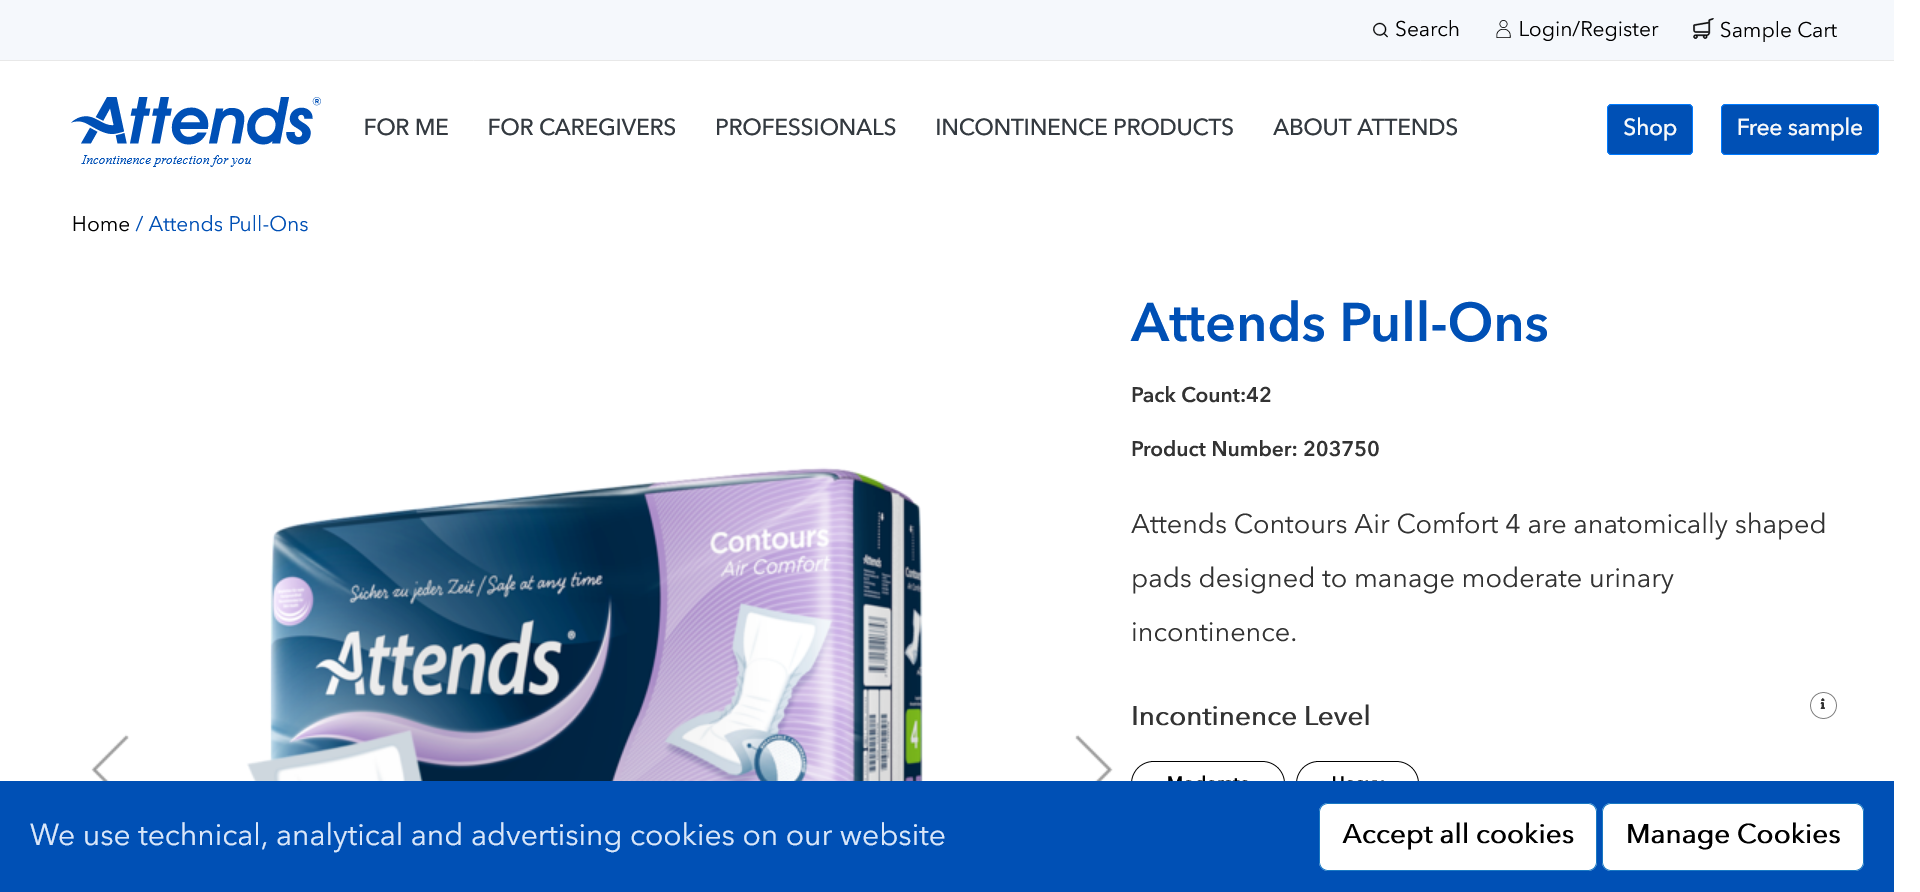 Search
Login/Register
Sample Cart
Attends®
Incontinence protection for you
FOR ME
FOR CAREGIVERS
PROFESSIONALS
INCONTINENCE PRODUCTS
ABOUT ATTENDS
Shop
Free sample
Home / Attends Pull-Ons
Attends Pull-Ons
Pack Count:42
Product Number: 203750
Attends Contours Air Comfort 4 are anatomically shaped
pads designed to manage moderate urinary
incontinence.
Incontinence Level
Moderate
Heavy
Contours
Air Comfort
Sicher zu jeder Zeit / Safe at any time
Attends®
Attends
4
We use technical, analytical and advertising cookies on our website
Accept all cookies
Manage Cookies